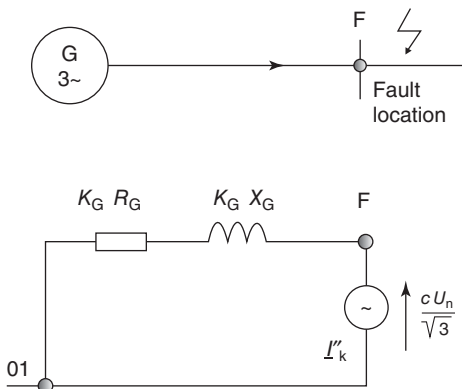 G
3~
F
Fault
location
K_G R_G
K_G X_G
F
~
c U_n
√3
I″_k
01